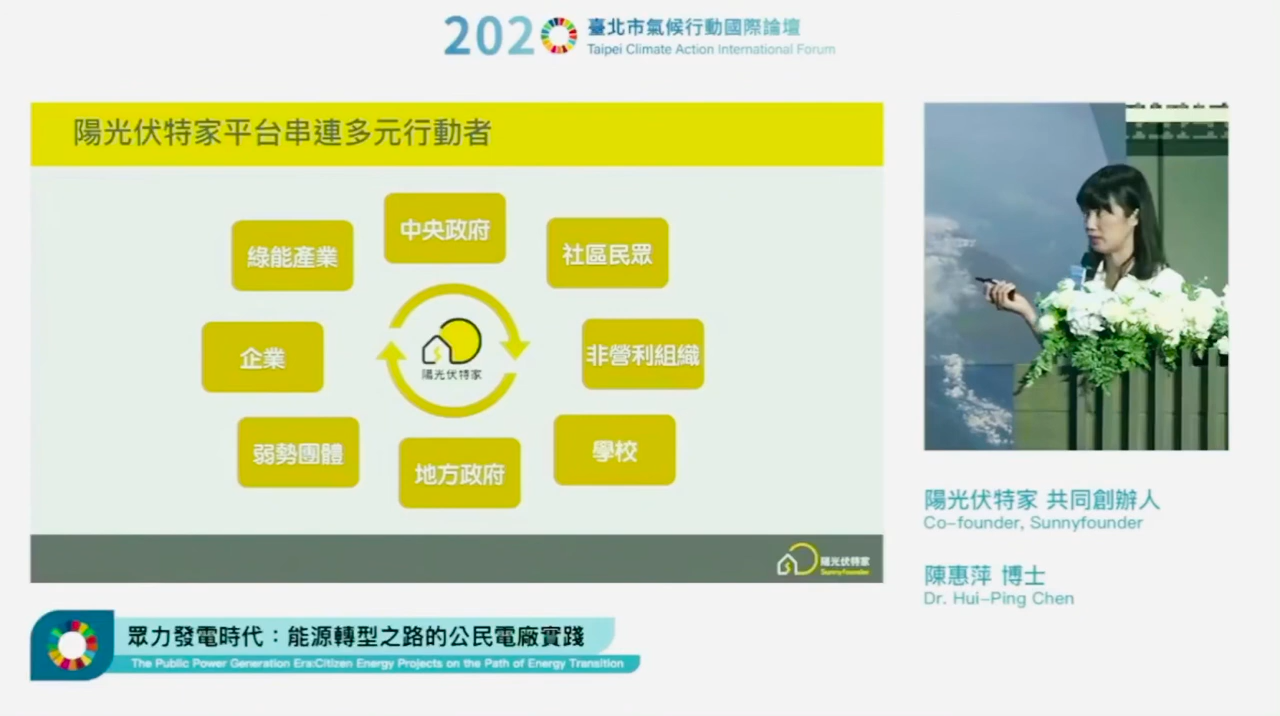 2020 臺北市氣候行動國際論壇
Taipei Climate Action International Forum
陽光伏特家平台串連多元行動者
中央政府
綠能產業
社區民眾
企業
陽光伏特家
非營利組織
弱勢團體
地方政府
學校
陽光伏特家
Sunnyfounder
陽光伏特家 共同創辦人
Co-founder, Sunnyfounder
陳惠萍 博士
Dr. Hui-Ping Chen
眾力發電時代：能源轉型之路的公民電廠實踐
The Public Power Generation Era:Citizen Energy Projects on the Path of Energy Transition